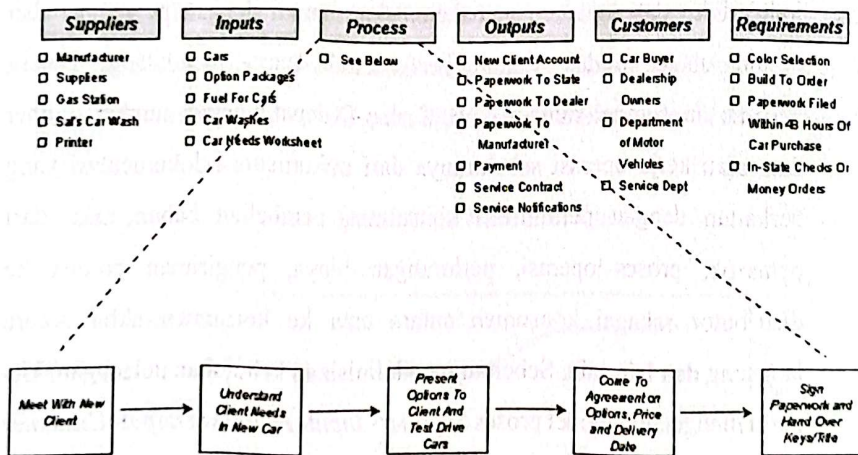 Suppliers
Manufacturer
Suppliers
Gas Station
& Car Wash
Printer
Inputs
Cars
Option Packages
Fuel For Cars
Car Washes
Car Needs Worksheet
Process
See Below
Outputs
New Client Account
Paperwork To State
Paperwork To Dealer
Paperwork To
Manufacturer
Payment
Service Contract
Service Notifications
Customers
Car Buyer
Dealership
Owners
Department
of Motor
Vehicles
Service Dept
Requirements
Color Selection
Build To Order
Paperwork Filed
Within 48 Hours Of
Car Purchase
In-State Checks Or
Money Orders
Meet With New
Client
Understand
Client Needs
In New Car
Present
Options To
Client And
Test Drive
Cars
Come To
Agreement on
Options, Price
and Delivery
Date
Sign
Paperwork and
Hand Over
Keys/Title